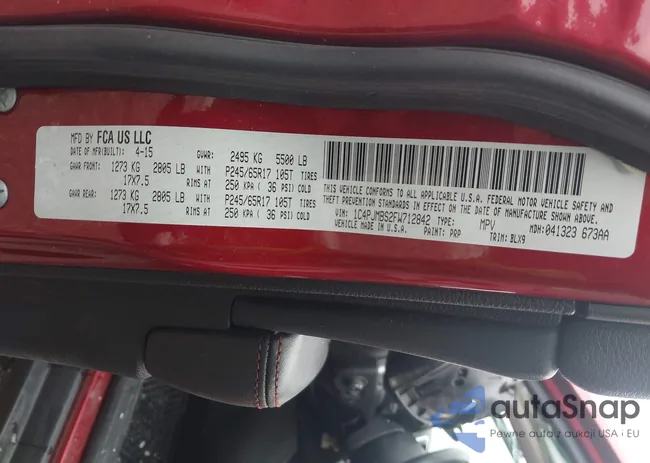 MFD BY FCA US LLC
DATE OF MFR(BUILT): 4-15 GVWR: 2495 KG 5500 LB
GAWR FRONT: 1273 KG 2805 LB WITH P245/65R17 105T TIRES
17X7.5 RIMS AT 250 KPA ( 36 PSI) COLD
GAWR REAR: 1273 KG 2805 LB WITH P245/65R17 105T TIRES
17X7.5 RIMS AT 250 KPA ( 36 PSI) COLD
THIS VEHICLE CONFORMS TO ALL APPLICABLE U.S.A. FEDERAL MOTOR VEHICLE SAFETY AND
THEFT PREVENTION STANDARDS IN EFFECT ON THE DATE OF MANUFACTURE SHOWN ABOVE.
VIN: 1C4PJMBS2FW712842 TYPE: MPV MDH: 041323 673AA
VEHICLE MADE IN U.S.A. PAINT: PRP TRIM: BLX9
autoSnap
Pewne auta z aukcji USA i EU